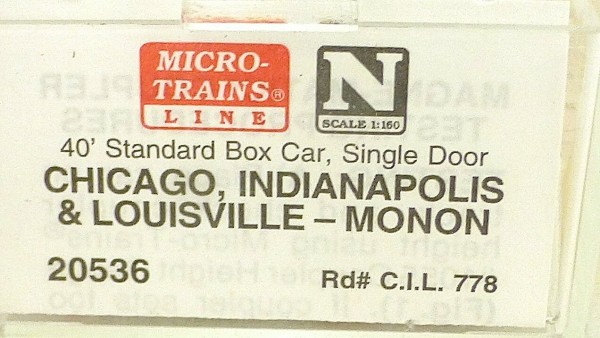 MICRO-
TRAINS®
LINE
N
SCALE 1:160
40' Standard Box Car, Single Door
CHICAGO, INDIANAPOLIS
& LOUISVILLE – MONON
20536 Rd# C.I.L. 778